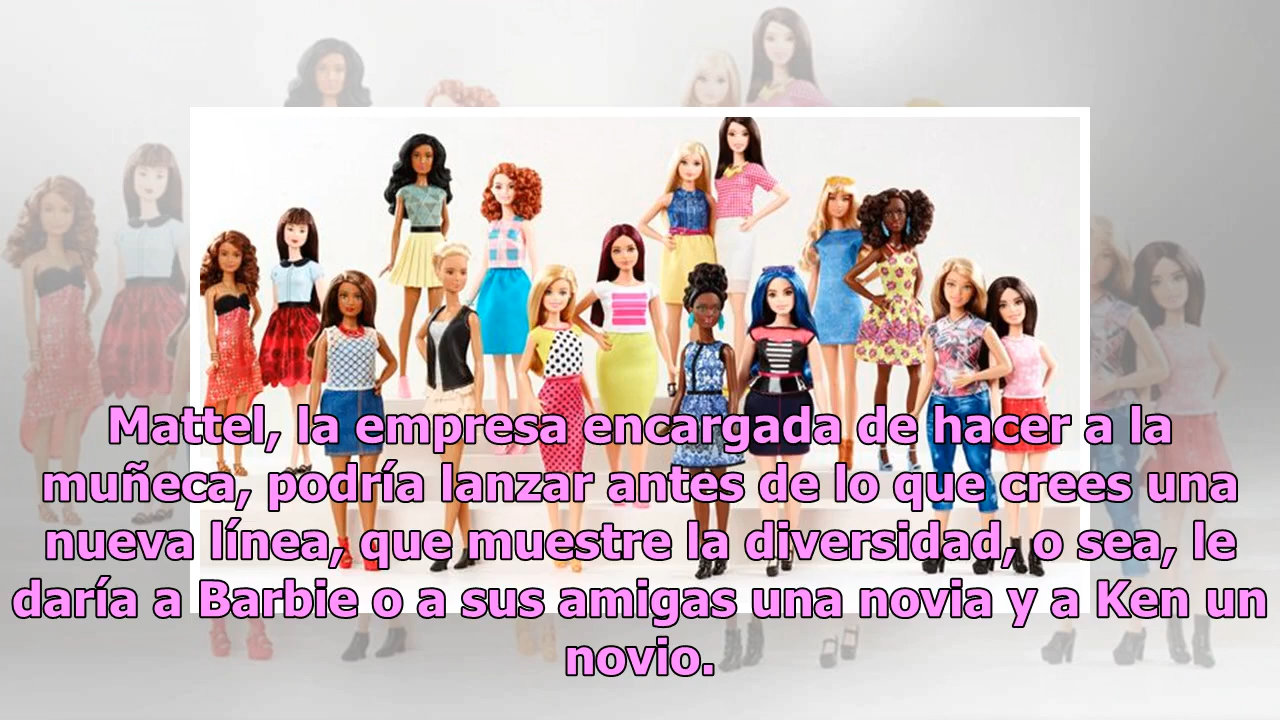 Mattel, la empresa encargada de hacer a la
muñeca, podría lanzar antes de lo que crees una
nueva línea, que muestre la diversidad, o sea, le
daría a Barbie o a sus amigas una novia y a Ken un
novio.